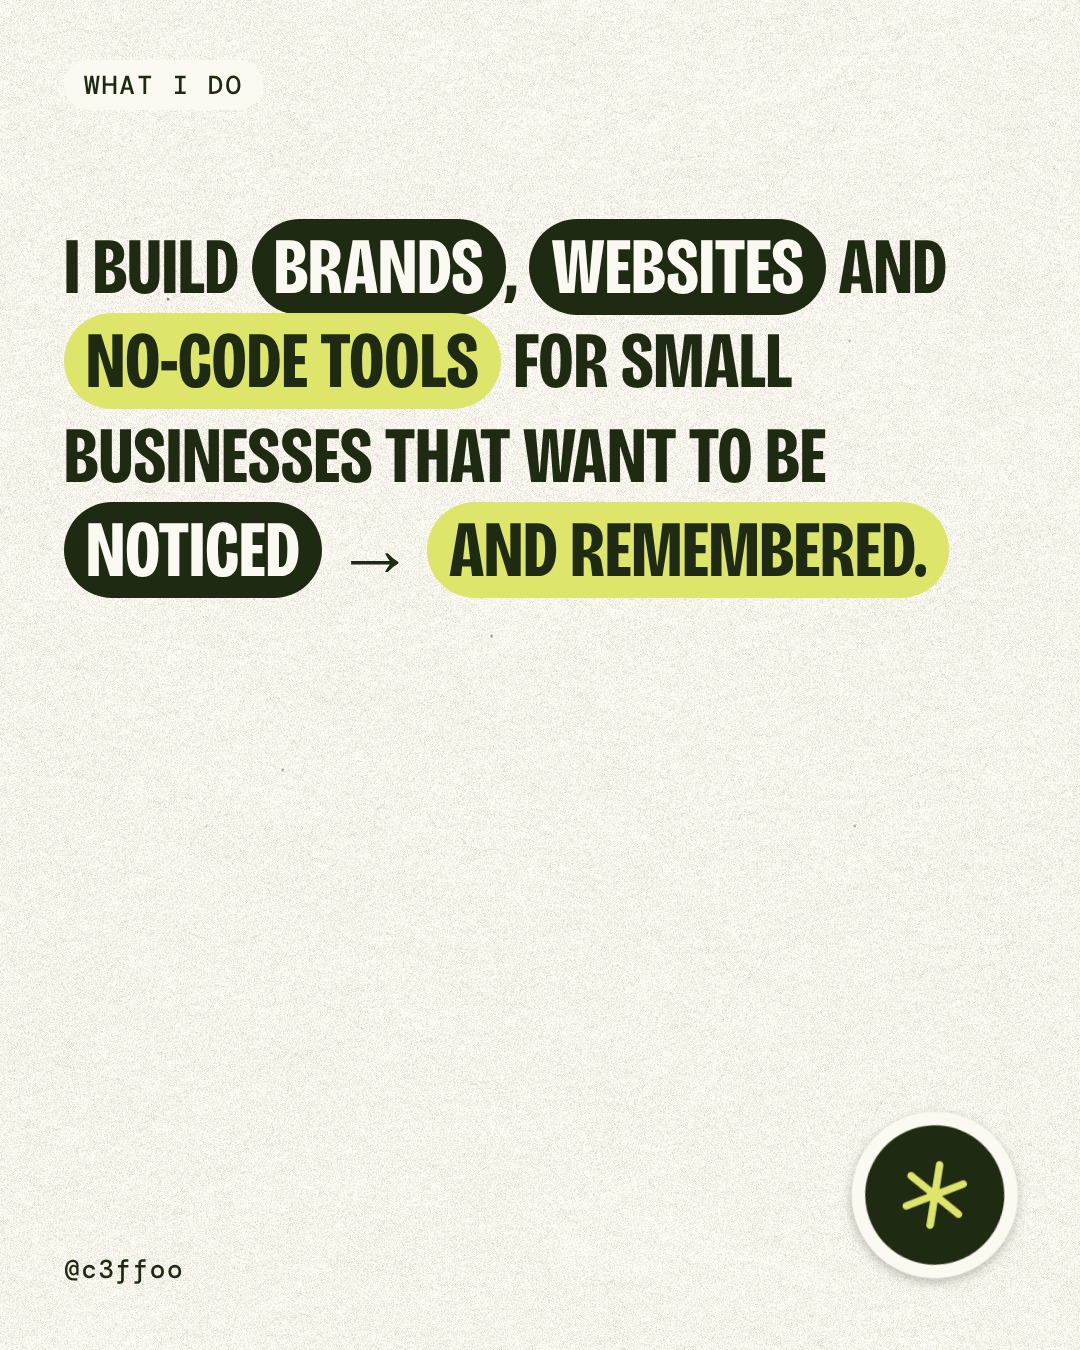 WHAT I DO
I BUILD BRANDS, WEBSITES AND
NO-CODE TOOLS FOR SMALL
BUSINESSES THAT WANT TO BE
NOTICED → AND REMEMBERED.
@c3ffoo